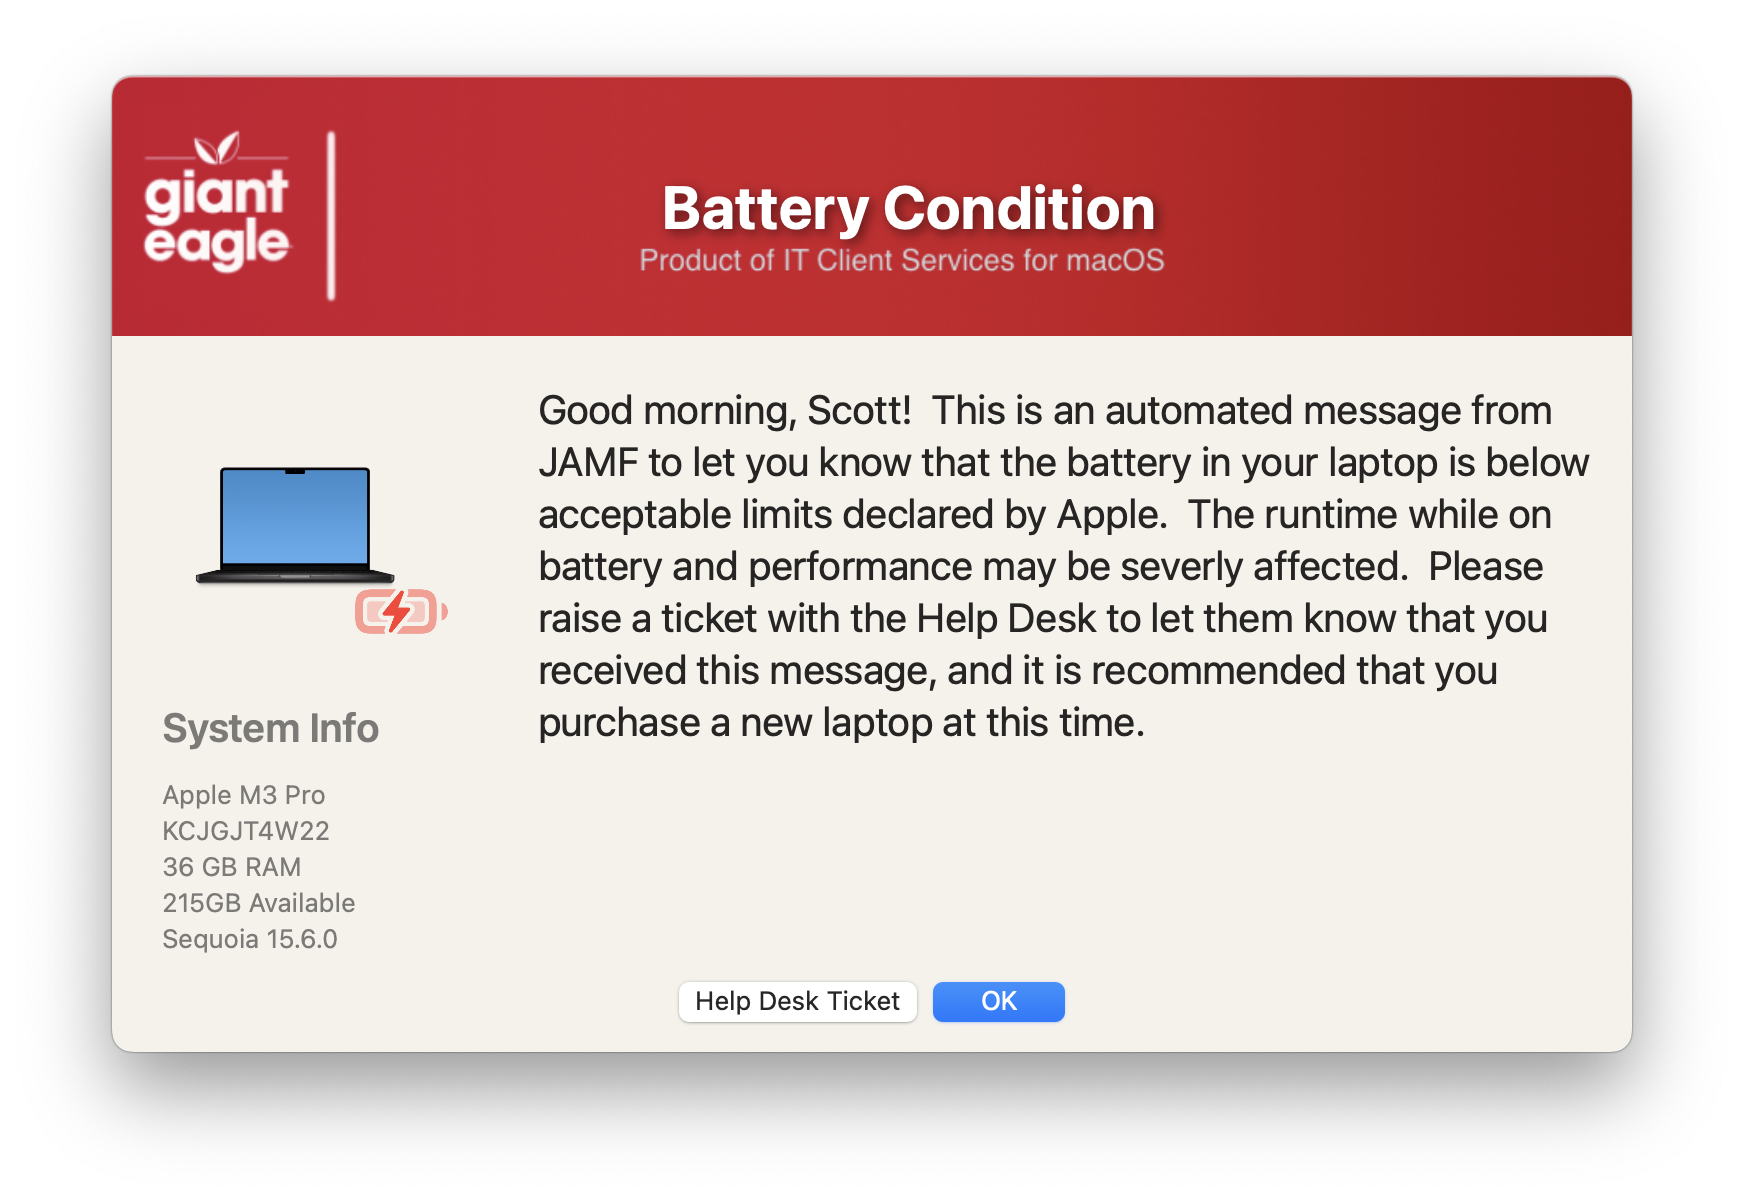 giant
eagle
Battery Condition
Product of IT Client Services for macOS
Good morning, Scott!  This is an automated message from
JAMF to let you know that the battery in your laptop is below
acceptable limits declared by Apple.  The runtime while on
battery and performance may be severly affected.  Please
raise a ticket with the Help Desk to let them know that you
received this message, and it is recommended that you
purchase a new laptop at this time.
System Info
Apple M3 Pro
KCJGJT4W22
36 GB RAM
215GB Available
Sequoia 15.6.0
Help Desk Ticket
OK